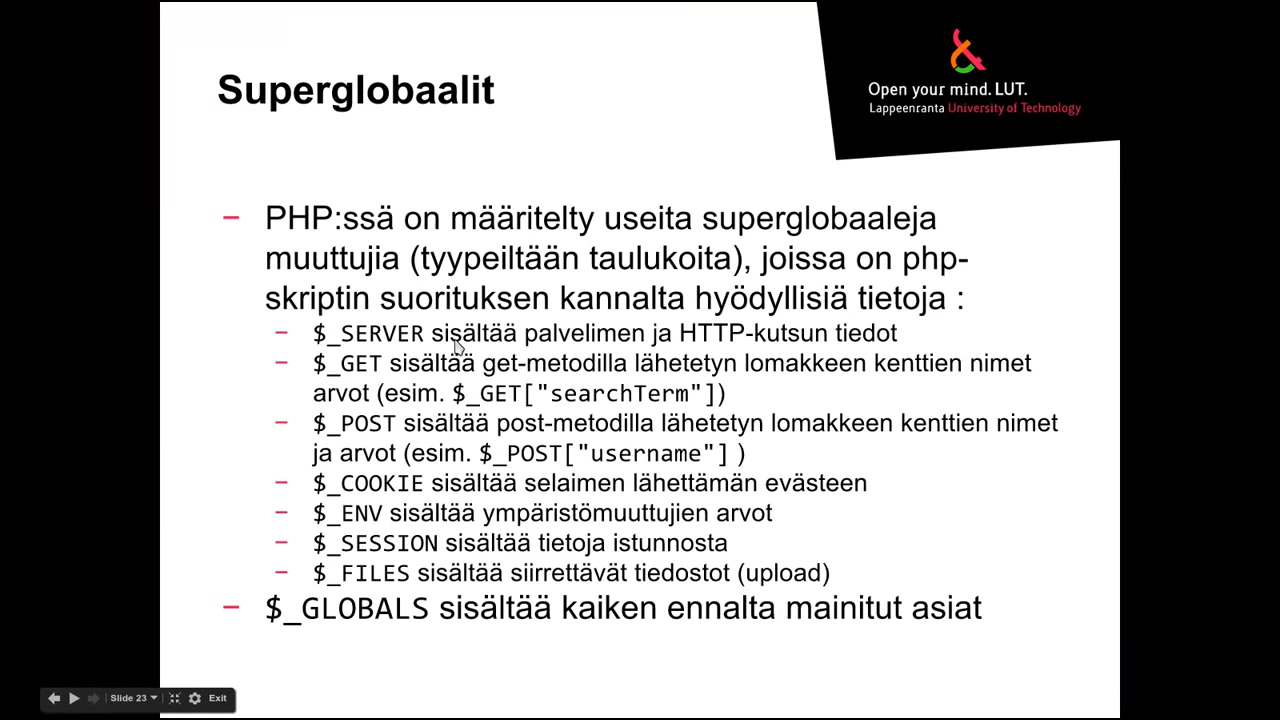 Superglobaalit
Open your mind. LUT.
Lappeenranta University of Technology
– PHP:ssä on määritelty useita superglobaaleja
muuttujia (tyypeiltään taulukoita), joissa on php-
skriptin suorituksen kannalta hyödyllisiä tietoja :
– $_SERVER sisältää palvelimen ja HTTP-kutsun tiedot
– $_GET sisältää get-metodilla lähetetyn lomakkeen kenttien nimet
arvot (esim. $_GET["searchTerm"])
– $_POST sisältää post-metodilla lähetetyn lomakkeen kenttien nimet
ja arvot (esim. $_POST["username"] )
– $_COOKIE sisältää selaimen lähettämän evästeen
– $_ENV sisältää ympäristömuuttujien arvot
– $_SESSION sisältää tietoja istunnosta
– $_FILES sisältää siirrettävät tiedostot (upload)
– $_GLOBALS sisältää kaiken ennalta mainitut asiat
Slide 23 Exit